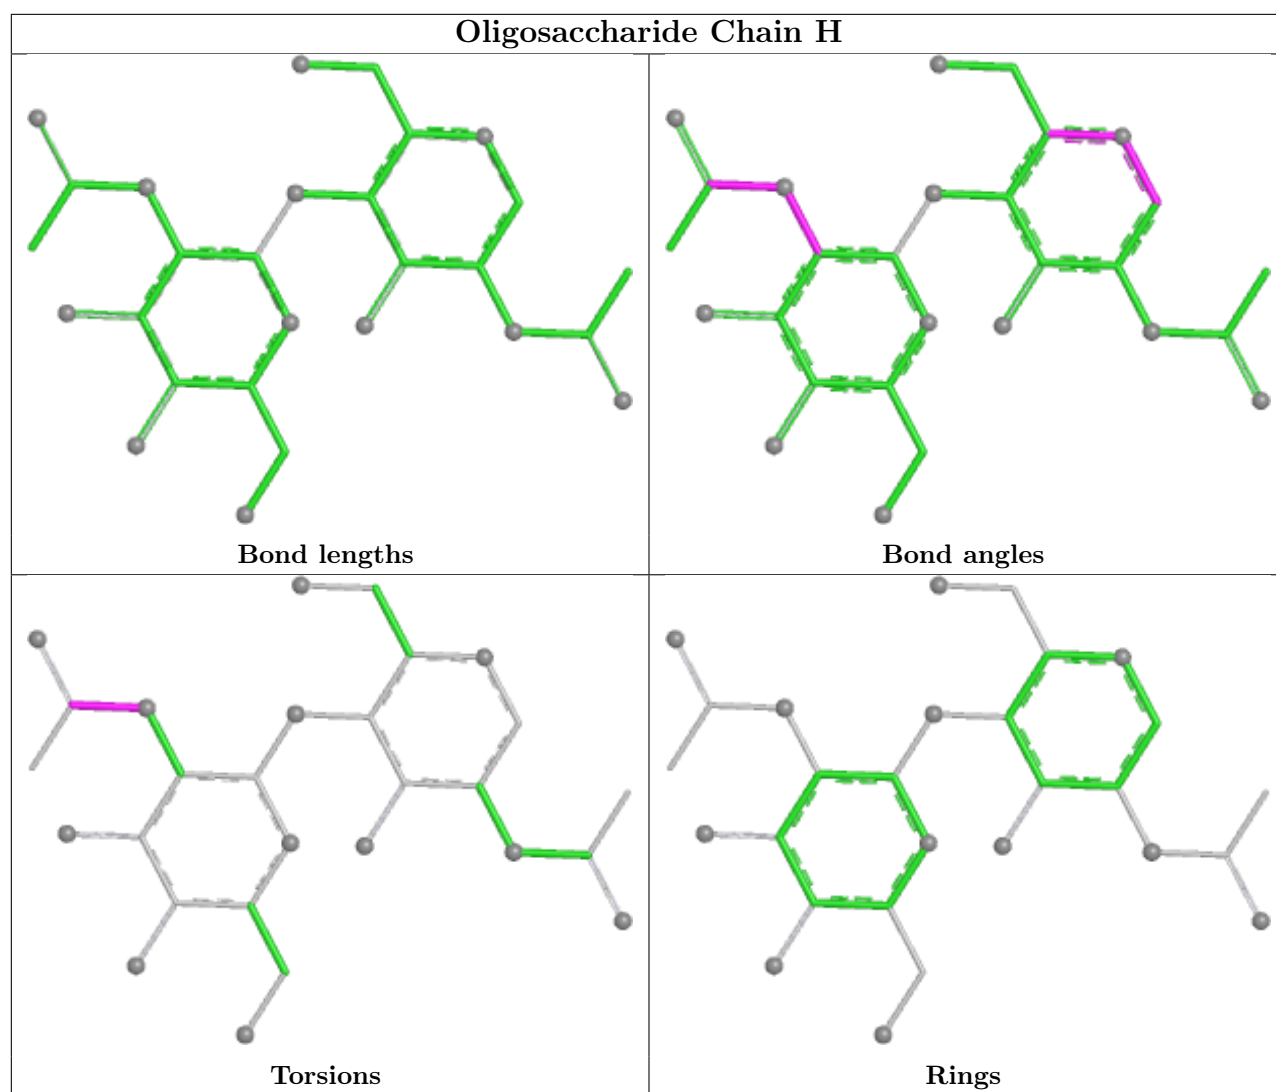 Oligosaccharide Chain H
Bond lengths
Bond angles
Torsions
Rings